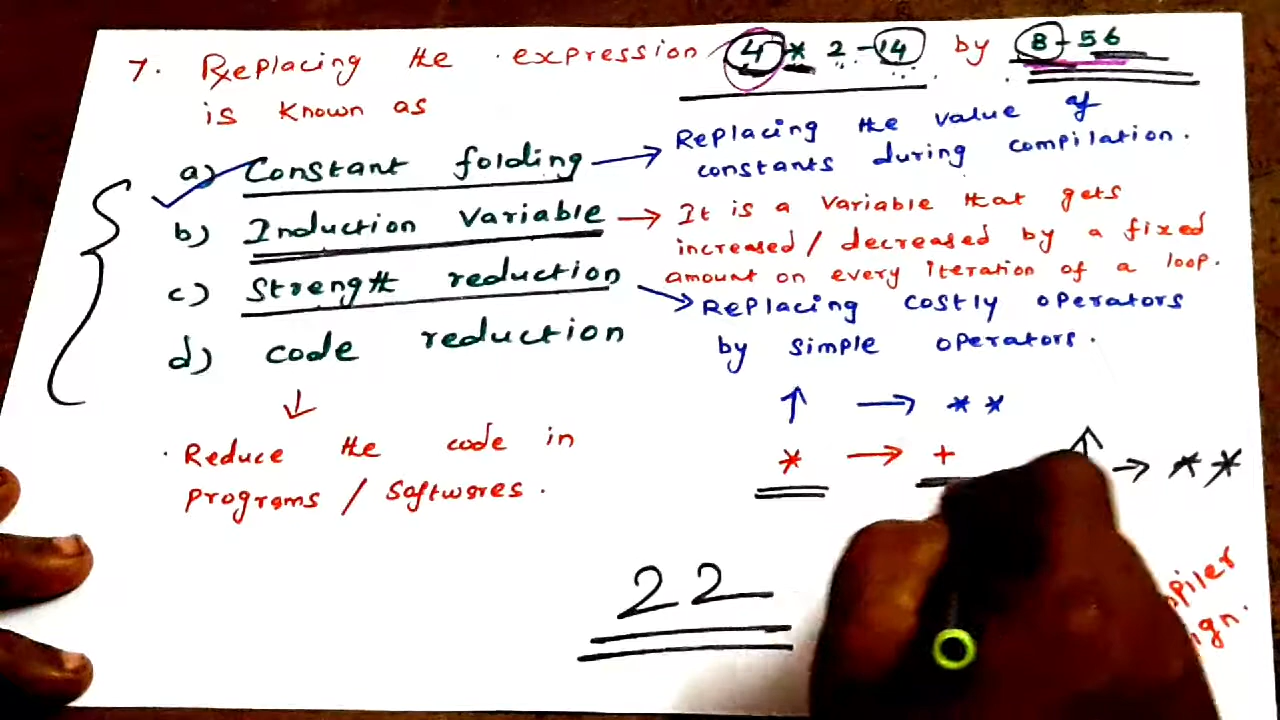 7. Replacing the expression 4 * 2 - 14 by 8 - 56
is known as
a) Constant folding → Replacing the value of
constants during compilation.
b) Induction Variable → It is a variable that gets
increased / decreased by a fixed
amount on every iteration of a loop.
c) Strength reduction → Replacing costly operators
by simple operators.
d) code reduction
↓
· Reduce the code in
programs / softwares.
↑ → * *
* → +
↑ → * *
22